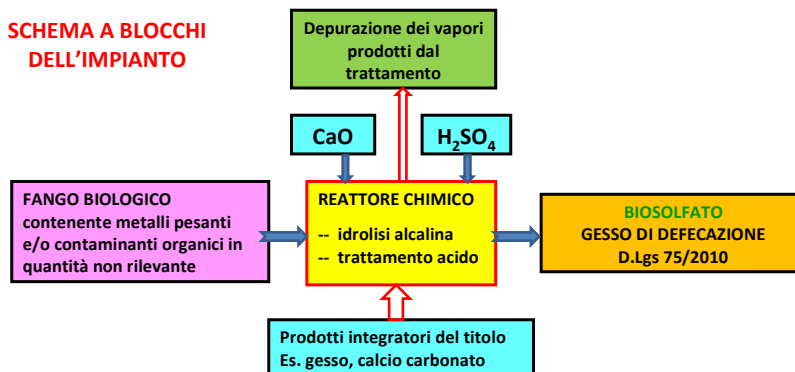 SCHEMA A BLOCCHI
DELL'IMPIANTO
Depurazione dei vapori
prodotti dal
trattamento
CaO
H₂SO₄
FANGO BIOLOGICO
contenente metalli pesanti
e/o contaminanti organici in
quantità non rilevante
REATTORE CHIMICO
-- idrolisi alcalina
-- trattamento acido
BIOSOLFATO
GESSO DI DEFECAZIONE
D.Lgs 75/2010
Prodotti integratori del titolo
Es. gesso, calcio carbonato